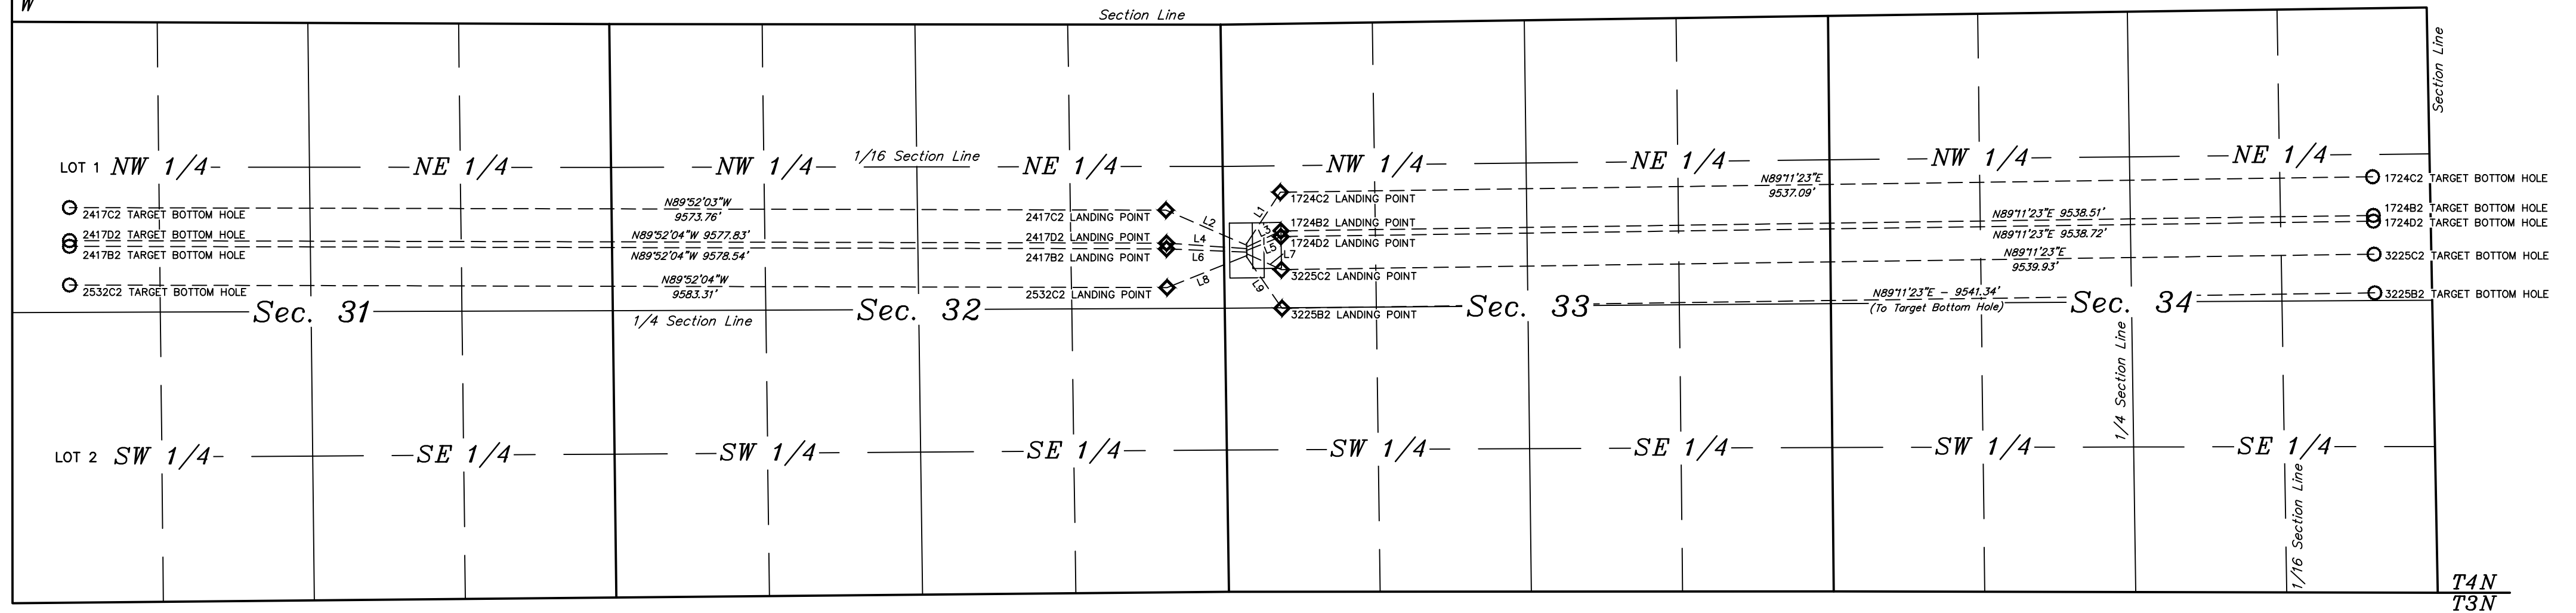 W
Section Line
Section Line
LOT 1 NW 1/4
NE 1/4
NW 1/4
1/16 Section Line
NE 1/4
NW 1/4
NE 1/4
NW 1/4
NE 1/4
N89°52'03"W
9573.76'
2417C2 TARGET BOTTOM HOLE
2417C2 LANDING POINT
L2
L1
1724C2 LANDING POINT
N89°11'23"E
9537.09'
1724C2 TARGET BOTTOM HOLE
2417D2 TARGET BOTTOM HOLE
N89°52'04"W 9577.83'
2417D2 LANDING POINT
L4
L3
1724B2 LANDING POINT
N89°11'23"E 9538.51'
1724B2 TARGET BOTTOM HOLE
2417B2 TARGET BOTTOM HOLE
N89°52'04"W 9578.54'
2417B2 LANDING POINT
L6
L5
1724D2 LANDING POINT
N89°11'23"E 9538.72'
1724D2 TARGET BOTTOM HOLE
L7
N89°11'23"E
9539.93'
3225C2 LANDING POINT
3225C2 TARGET BOTTOM HOLE
2532C2 TARGET BOTTOM HOLE
N89°52'04"W
9583.31'
2532C2 LANDING POINT
L8
L9
3225B2 LANDING POINT
N89°11'23"E - 9541.34'
(To Target Bottom Hole)
3225B2 TARGET BOTTOM HOLE
Sec. 31
1/4 Section Line
Sec. 32
Sec. 33
Sec. 34
1/4 Section Line
LOT 2 SW 1/4
SE 1/4
SW 1/4
SE 1/4
SW 1/4
SE 1/4
SW 1/4
SE 1/4
1/16 Section Line
T4N
T3N